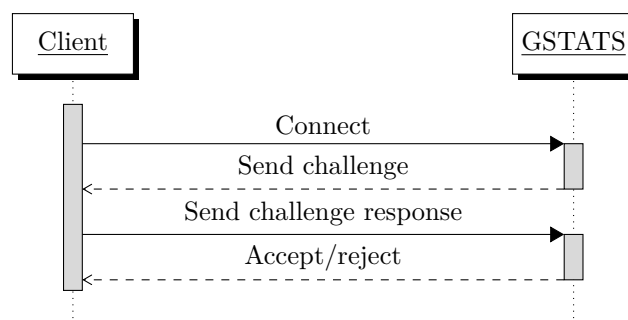 Client
GSTATS
Connect
Send challenge
Send challenge response
Accept/reject